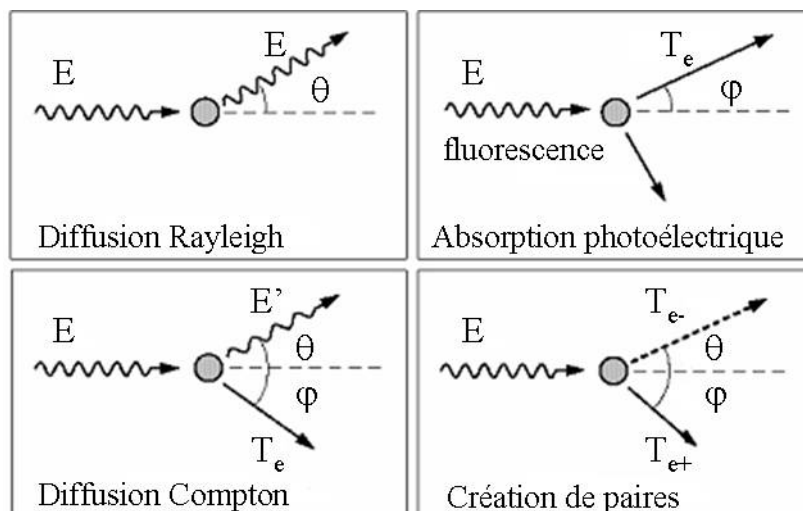 E
E
θ
Diffusion Rayleigh
E
Te
φ
fluorescence
Absorption photoélectrique
E
E’
θ
φ
Te
Diffusion Compton
E
Te-
θ
φ
Te+
Création de paires